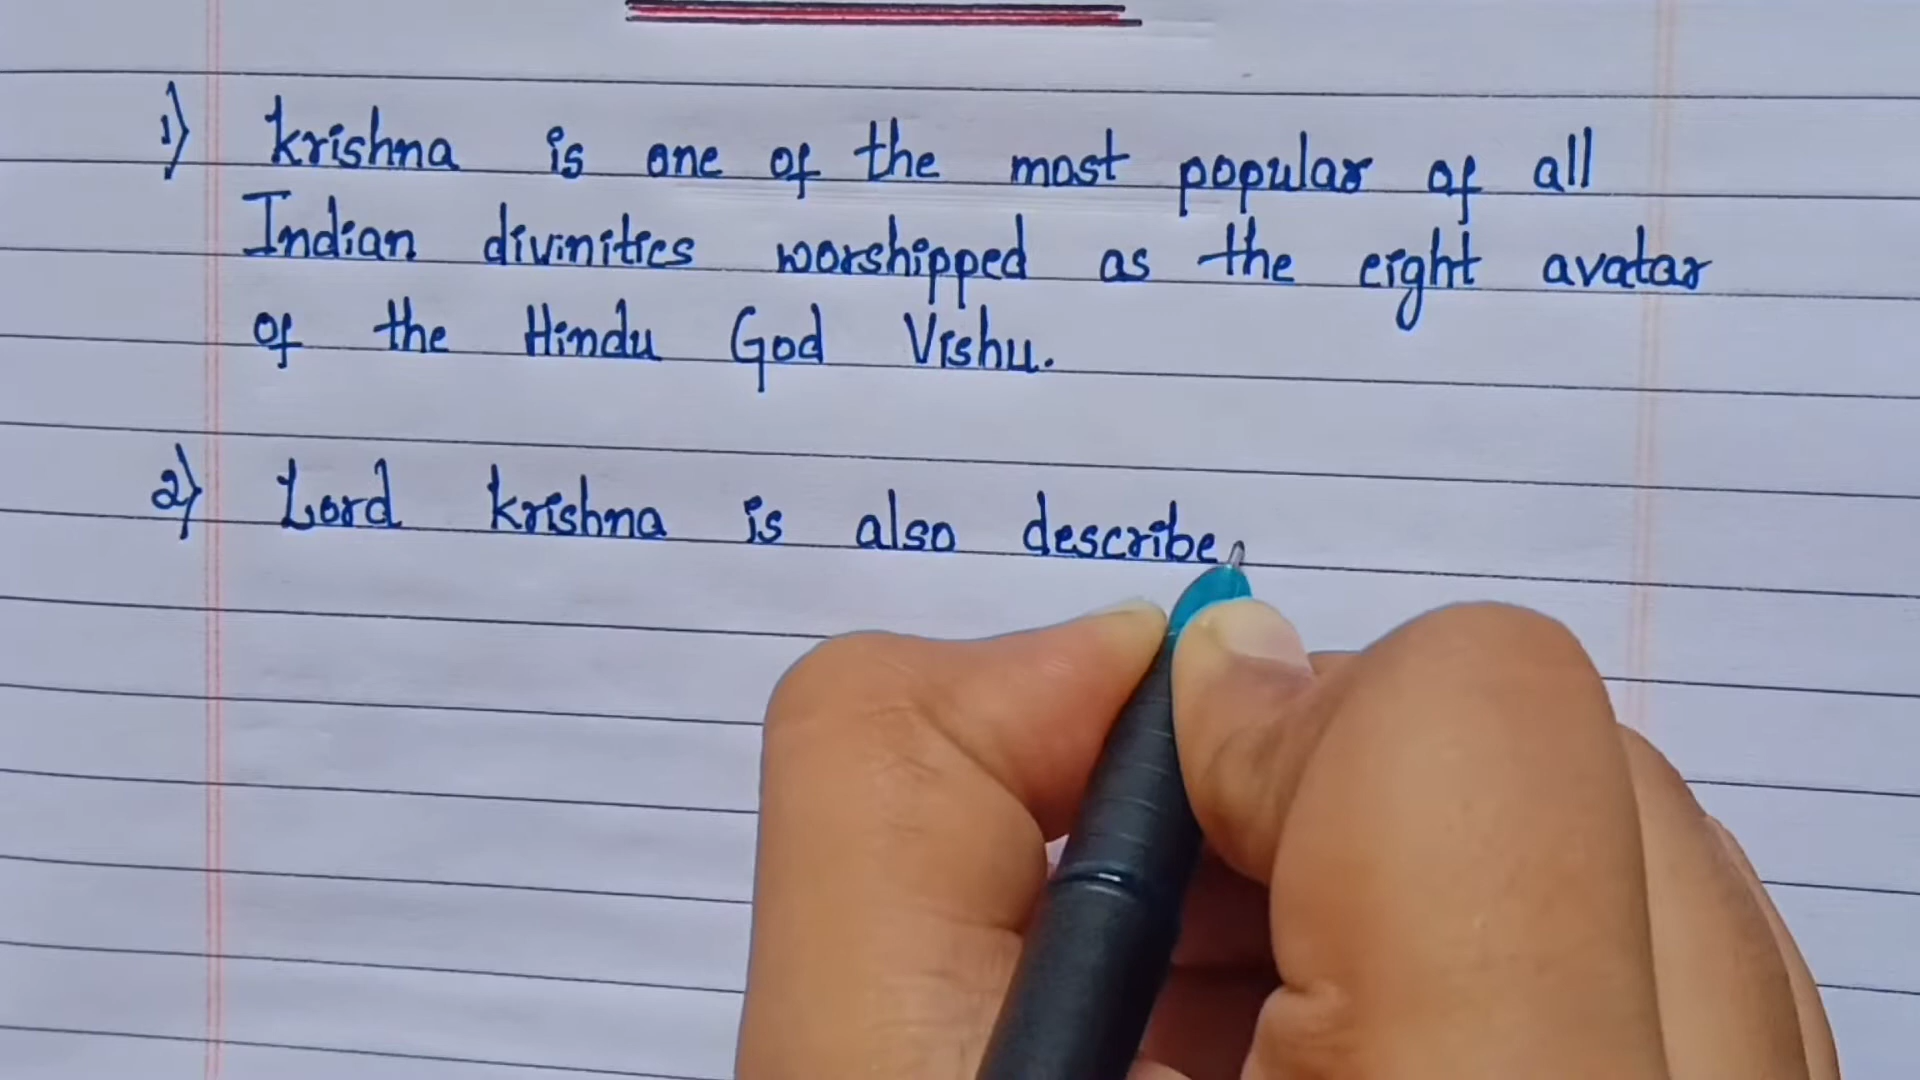 1) Krishna is one of the most popular of all
Indian divinities worshipped as the eight avatar
of the Hindu God Vishu.
2) Lord krishna is also describe